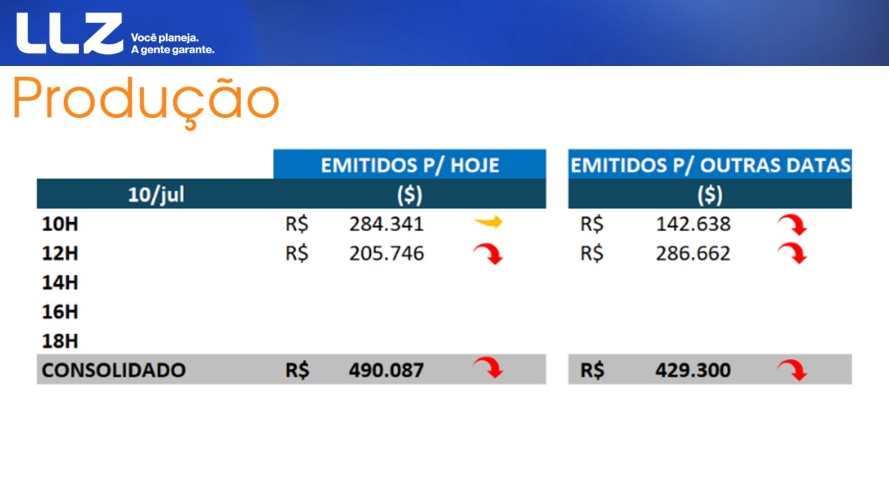 LLZ Você planeja.
A gente garante.
Produção
EMITIDOS P/ HOJE EMITIDOS P/ OUTRAS DATAS
10/jul ($) ($)
10H R$ 284.341 R$ 142.638
12H R$ 205.746 R$ 286.662
14H
16H
18H
CONSOLIDADO R$ 490.087 R$ 429.300